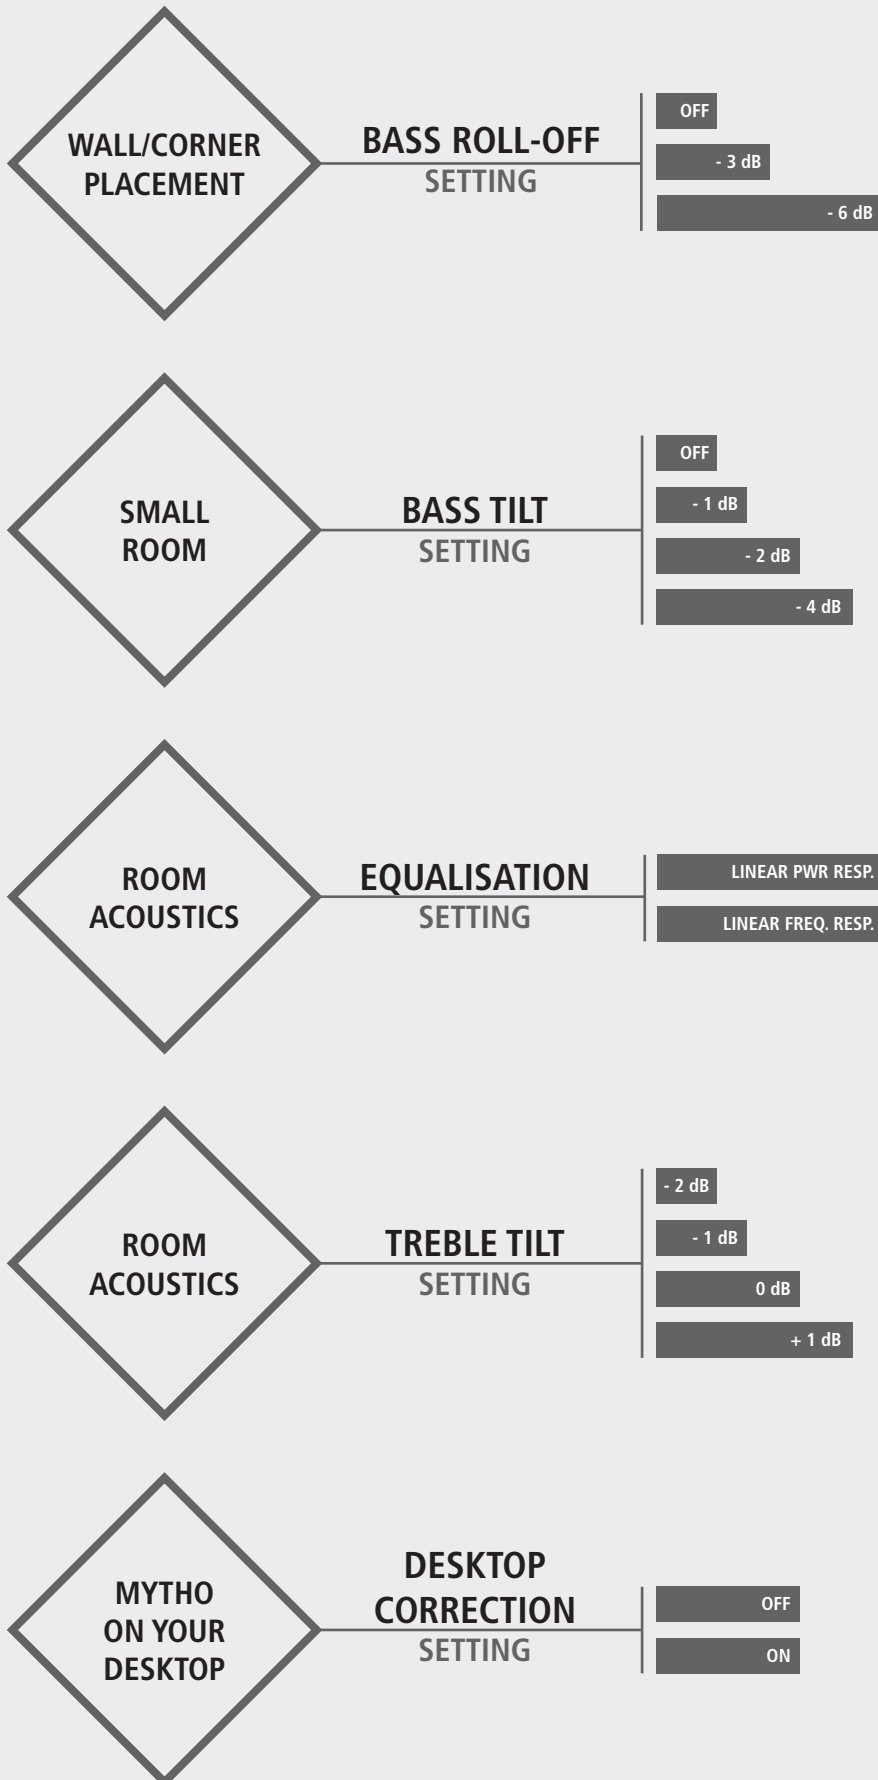 WALL/CORNER
PLACEMENT
BASS ROLL-OFF
SETTING
OFF
- 3 dB
- 6 dB
SMALL
ROOM
BASS TILT
SETTING
OFF
- 1 dB
- 2 dB
- 4 dB
ROOM
ACOUSTICS
EQUALISATION
SETTING
LINEAR PWR RESP.
LINEAR FREQ. RESP.
ROOM
ACOUSTICS
TREBLE TILT
SETTING
- 2 dB
- 1 dB
0 dB
+ 1 dB
MYTHO
ON YOUR
DESKTOP
DESKTOP
CORRECTION
SETTING
OFF
ON